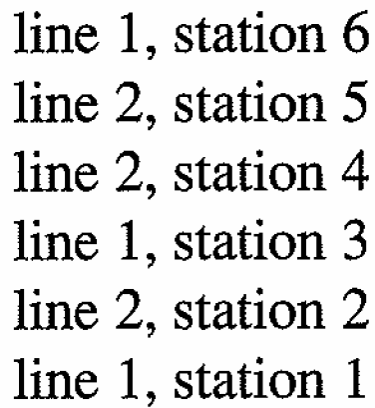 line 1, station 6
line 2, station 5
line 2, station 4
line 1, station 3
line 2, station 2
line 1, station 1